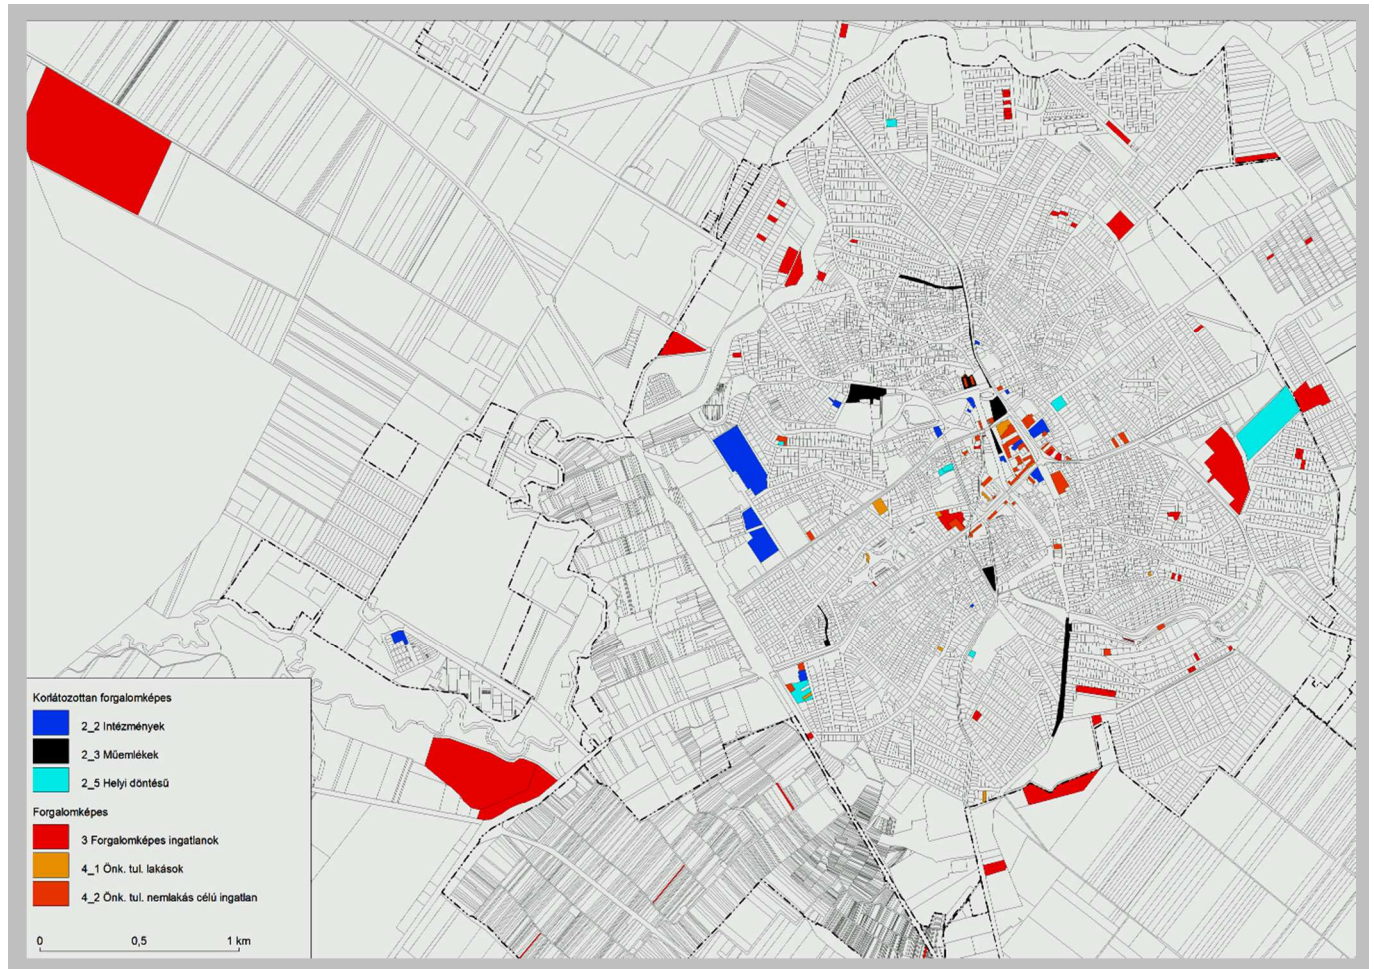 Korlátozottan forgalomképes
2_2 Intézmények
2_3 Műemlékek
2_5 Helyi döntésű
Forgalomképes
3 Forgalomképes ingatlanok
4_1 Önk. tul. lakások
4_2 Önk. tul. nemlakás célú ingatlan
0 0,5 1 km